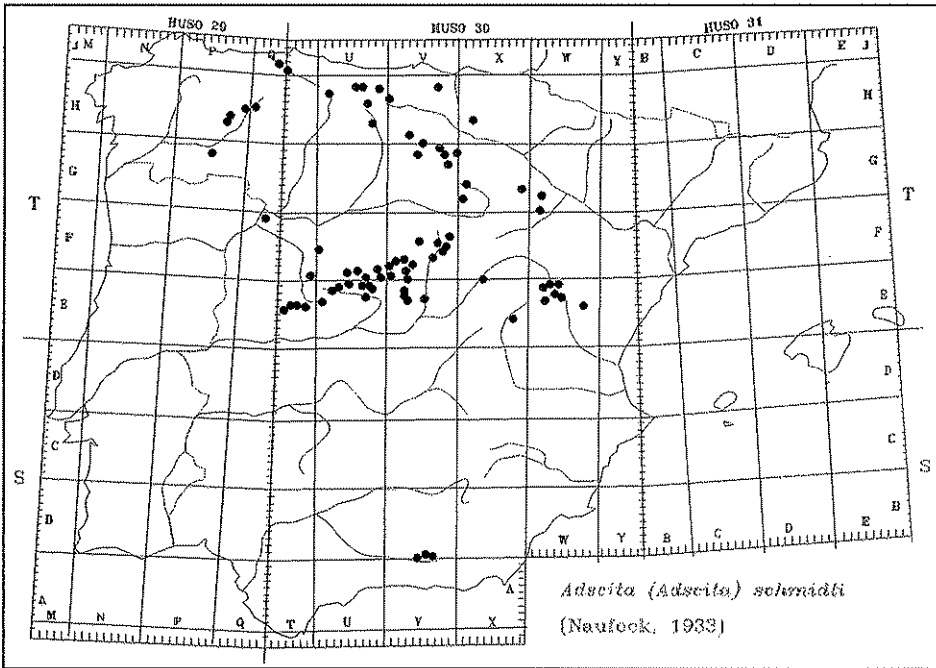 HUSO 29 HUSO 30 HUSO 31
J M N P Q U V X W Y B C D E J
H H
G G
T T
F F
E E
D D
C C
S S
B B
W Y B C D E
A A
M N P Q T U V X
Adscita (Adscita) schmidti
(Naufock, 1933)